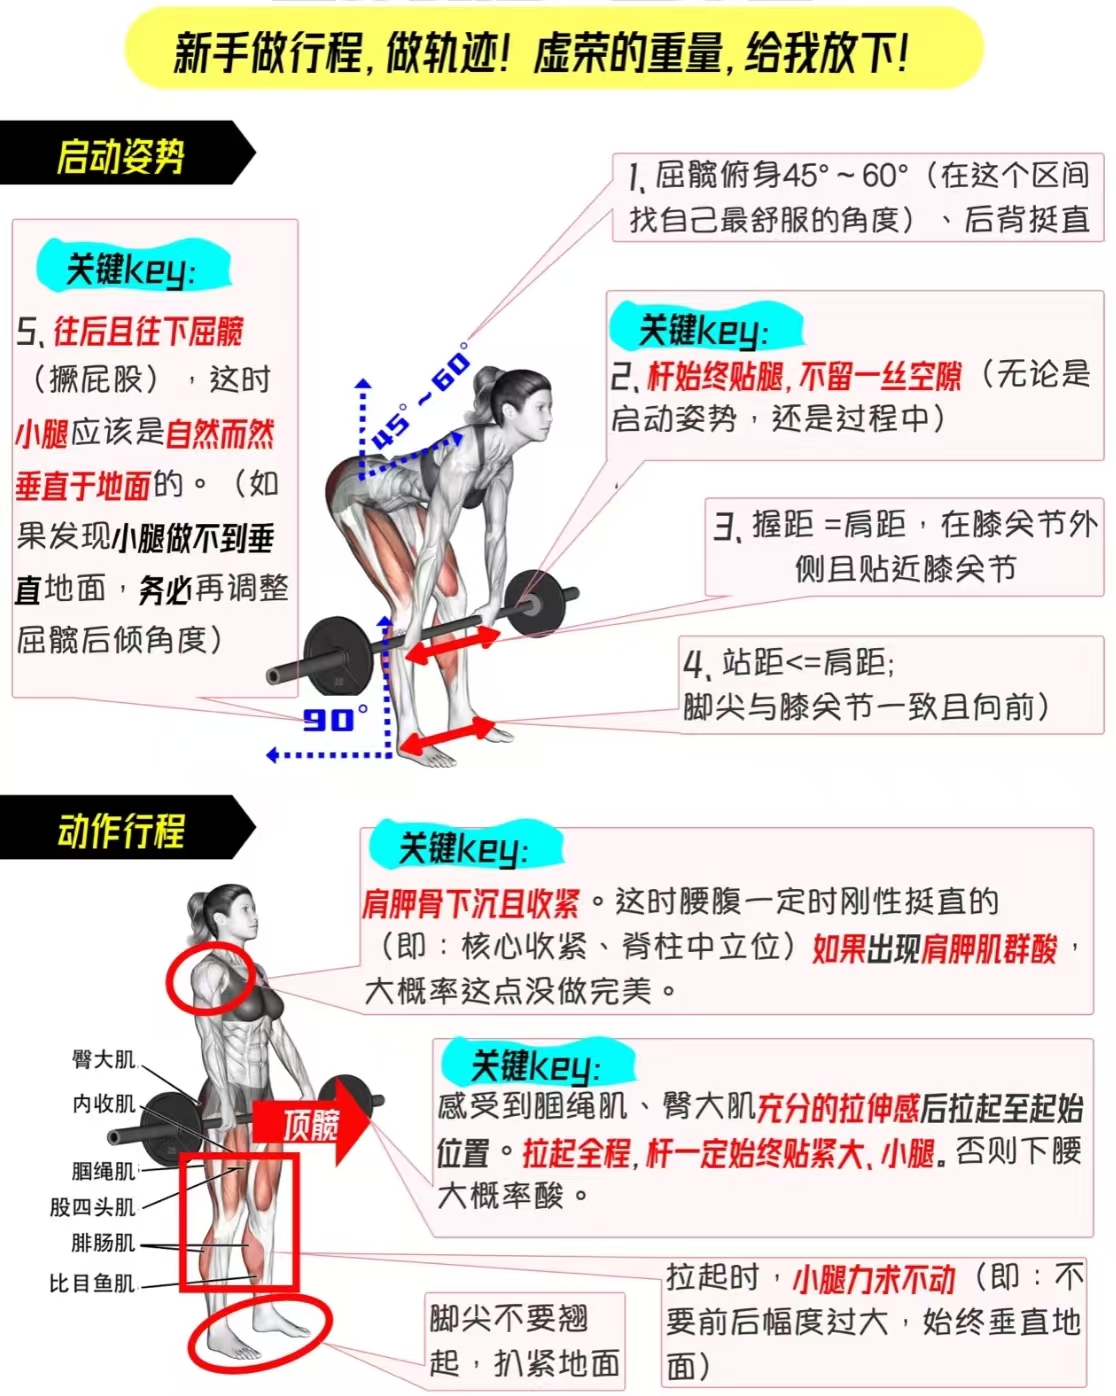 新手做行程,做轨迹！虚荣的重量,给我放下！
启动姿势
1、屈髋俯身45°～60°（在这个区间
找自己最舒服的角度）、后背挺直
关键key:
2、杆始终贴腿,不留一丝空隙（无论是
启动姿势，还是过程中）
3、握距 =肩距，在膝关节外
侧且贴近膝关节
4、站距<=肩距;
脚尖与膝关节一致且向前）
关键key:
5、往后且往下屈髋
（撅屁股），这时
小腿应该是自然而然
垂直于地面的。（如
果发现小腿做不到垂
直地面，务必再调整
屈髋后倾角度）
45°～60°
90°
动作行程
关键key:
肩胛骨下沉且收紧。这时腰腹一定时刚性挺直的
（即：核心收紧、脊柱中立位）如果出现肩胛肌群酸，
大概率这点没做完美。
关键key:
感受到腘绳肌、臀大肌充分的拉伸感后拉起至起始
位置。拉起全程,杆一定始终贴紧大、小腿。否则下腰
大概率酸。
顶髋
臀大肌
内收肌
腘绳肌
股四头肌
腓肠肌
比目鱼肌
拉起时，小腿力求不动（即：不
要前后幅度过大，始终垂直地
面）
脚尖不要翘
起，扒紧地面